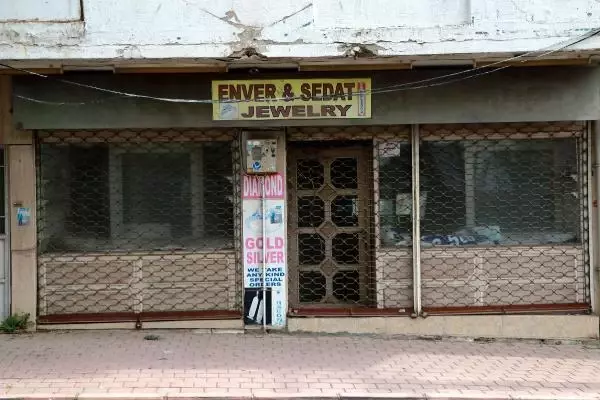 ENVER & SEDAT
JEWELRY
DIAMOND
GOLD
SILVER
WE TAKE
ANY KIND
SPECIAL
ORDERS